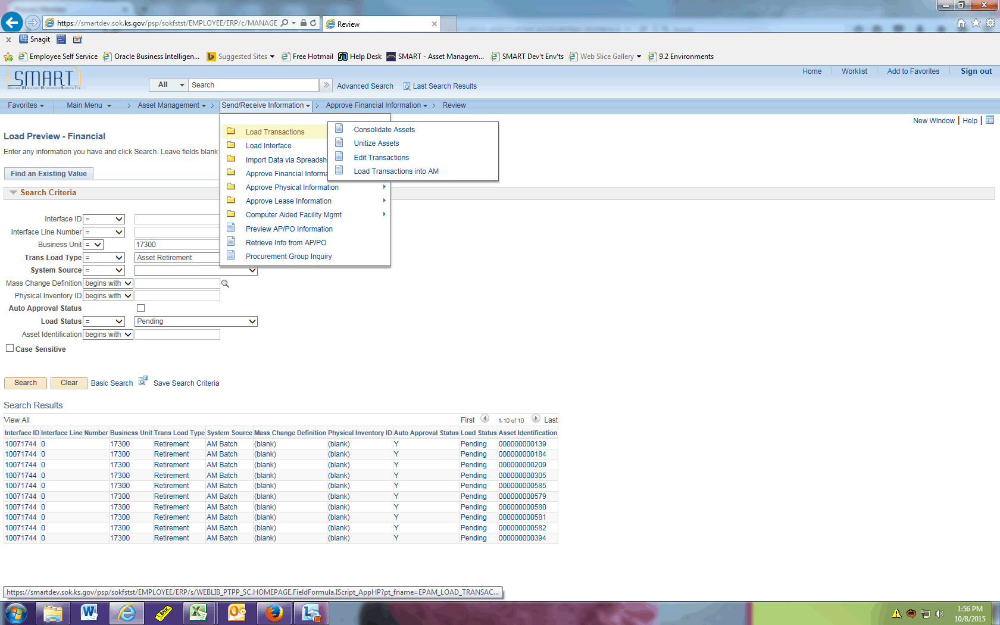 https://smartdev.sok.ks.gov/psp/sokfstst/EMPLOYEE/ERP/c/MANAGE
Review
x Snagit
Employee Self Service Oracle Business Intelligen... Suggested Sites Free Hotmail Help Desk SMART - Asset Managem... SMART Dev't Env'ts Web Slice Gallery 9.2 Environments
SMART
Home Worklist Add to Favorites Sign out
All Search Advanced Search Last Search Results
Favorites Main Menu > Asset Management > Send/Receive Information > Approve Financial Information > Review
New Window | Help |
Load Preview - Financial
Enter any information you have and click Search. Leave fields blank
Find an Existing Value
Search Criteria
Load Transactions
Load Interface
Import Data via Spreadsh
Approve Financial Informa
Approve Physical Information
Approve Lease Information
Computer Aided Facility Mgmt
Preview AP/PO Information
Retrieve Info from AP/PO
Procurement Group Inquiry
Consolidate Assets
Unitize Assets
Edit Transactions
Load Transactions into AM
Interface ID =
Interface Line Number =
Business Unit = 17300
Trans Load Type = Asset Retirement
System Source =
Mass Change Definition begins with
Physical Inventory ID begins with
Auto Approval Status
Load Status = Pending
Asset Identification begins with
Case Sensitive
Search Clear Basic Search Save Search Criteria
Search Results
View All First 1-10 of 10 Last
Interface ID Interface Line Number Business Unit Trans Load Type System Source Mass Change Definition Physical Inventory ID Auto Approval Status Load Status Asset Identification
10071744 0 17300 Retirement AM Batch (blank) (blank) Y Pending 000000000139
10071744 0 17300 Retirement AM Batch (blank) (blank) Y Pending 000000000184
10071744 0 17300 Retirement AM Batch (blank) (blank) Y Pending 000000000209
10071744 0 17300 Retirement AM Batch (blank) (blank) Y Pending 000000000305
10071744 0 17300 Retirement AM Batch (blank) (blank) Y Pending 000000000585
10071744 0 17300 Retirement AM Batch (blank) (blank) Y Pending 000000000579
10071744 0 17300 Retirement AM Batch (blank) (blank) Y Pending 000000000580
10071744 0 17300 Retirement AM Batch (blank) (blank) Y Pending 000000000581
10071744 0 17300 Retirement AM Batch (blank) (blank) Y Pending 000000000582
10071744 0 17300 Retirement AM Batch (blank) (blank) Y Pending 000000000394
https://smartdev.sok.ks.gov/psp/sokfstst/EMPLOYEE/ERP/s/WEBLIB_PTPP_SC.HOMEPAGE.FieldFormula.IScript_AppHP?pt_fname=EPAM_LOAD_TRANSAC...
1:56 PM
10/8/2015